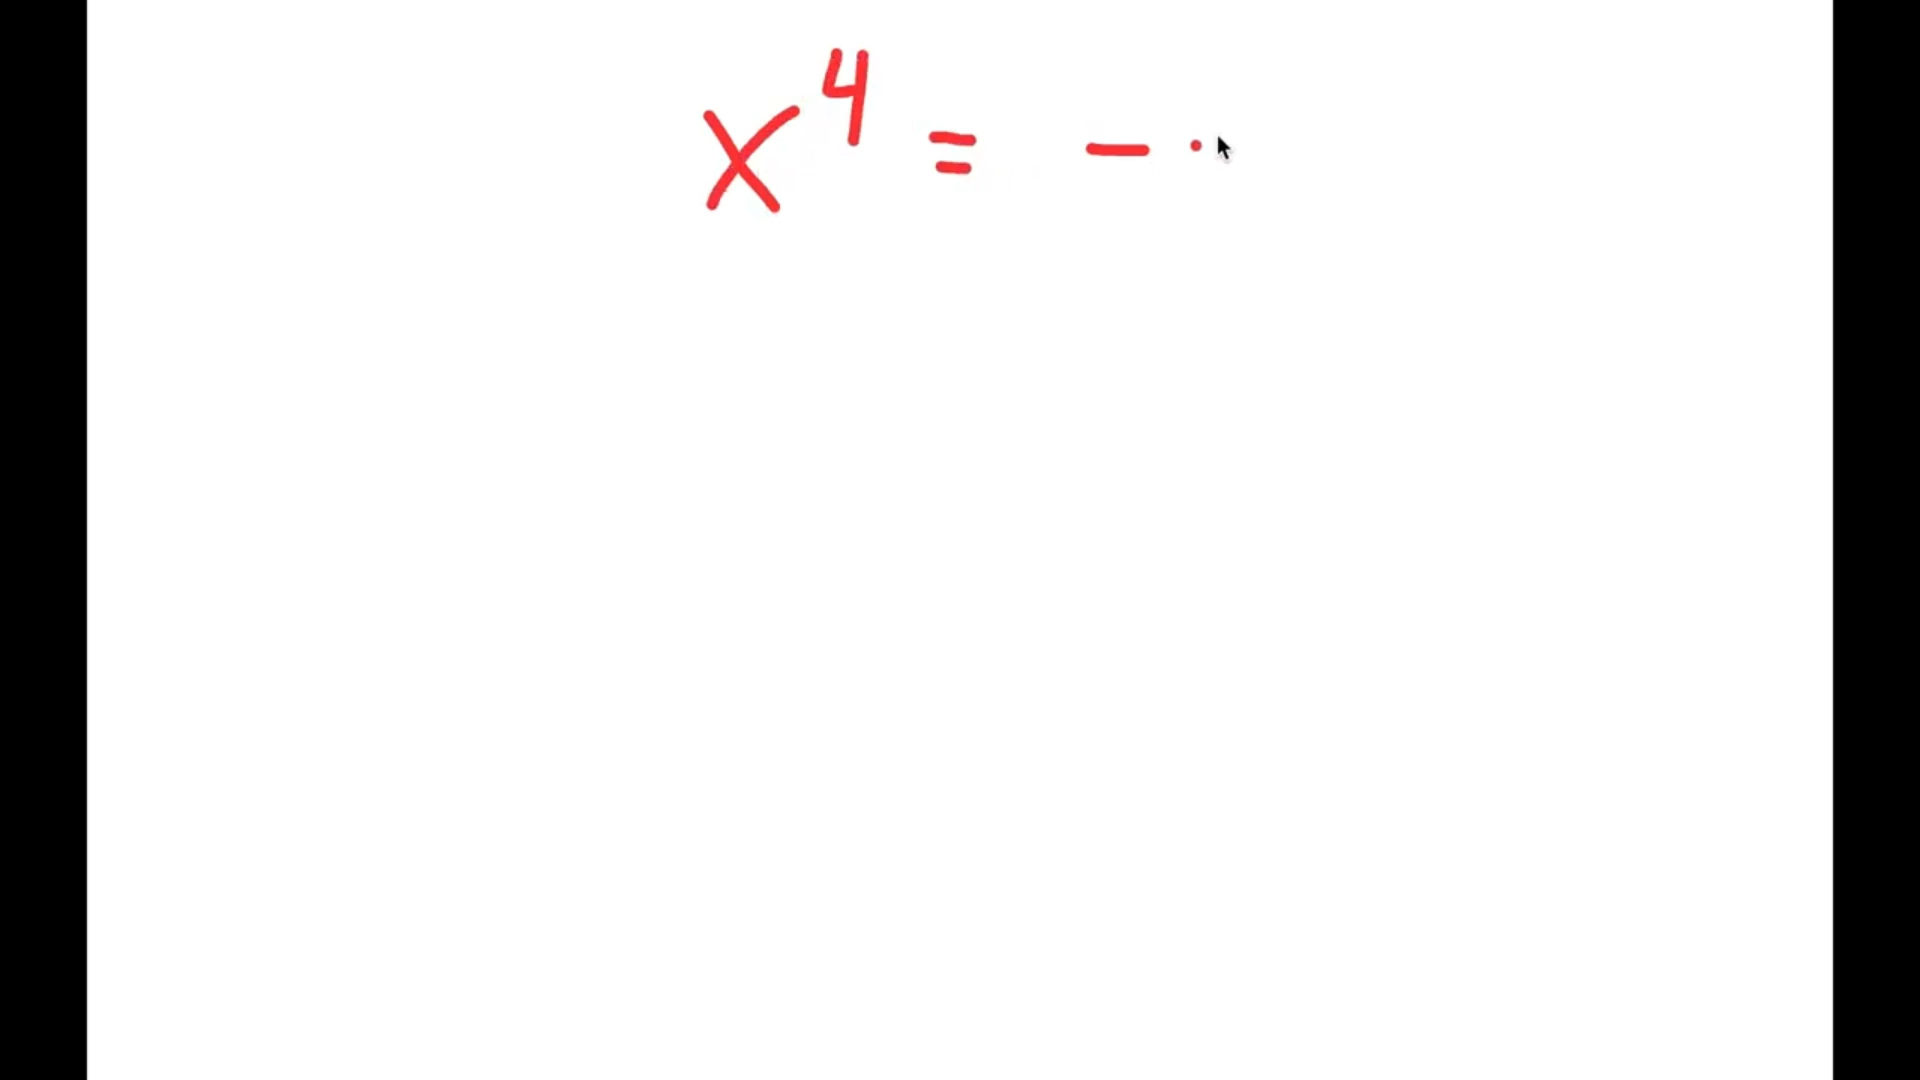 x⁴ = - .